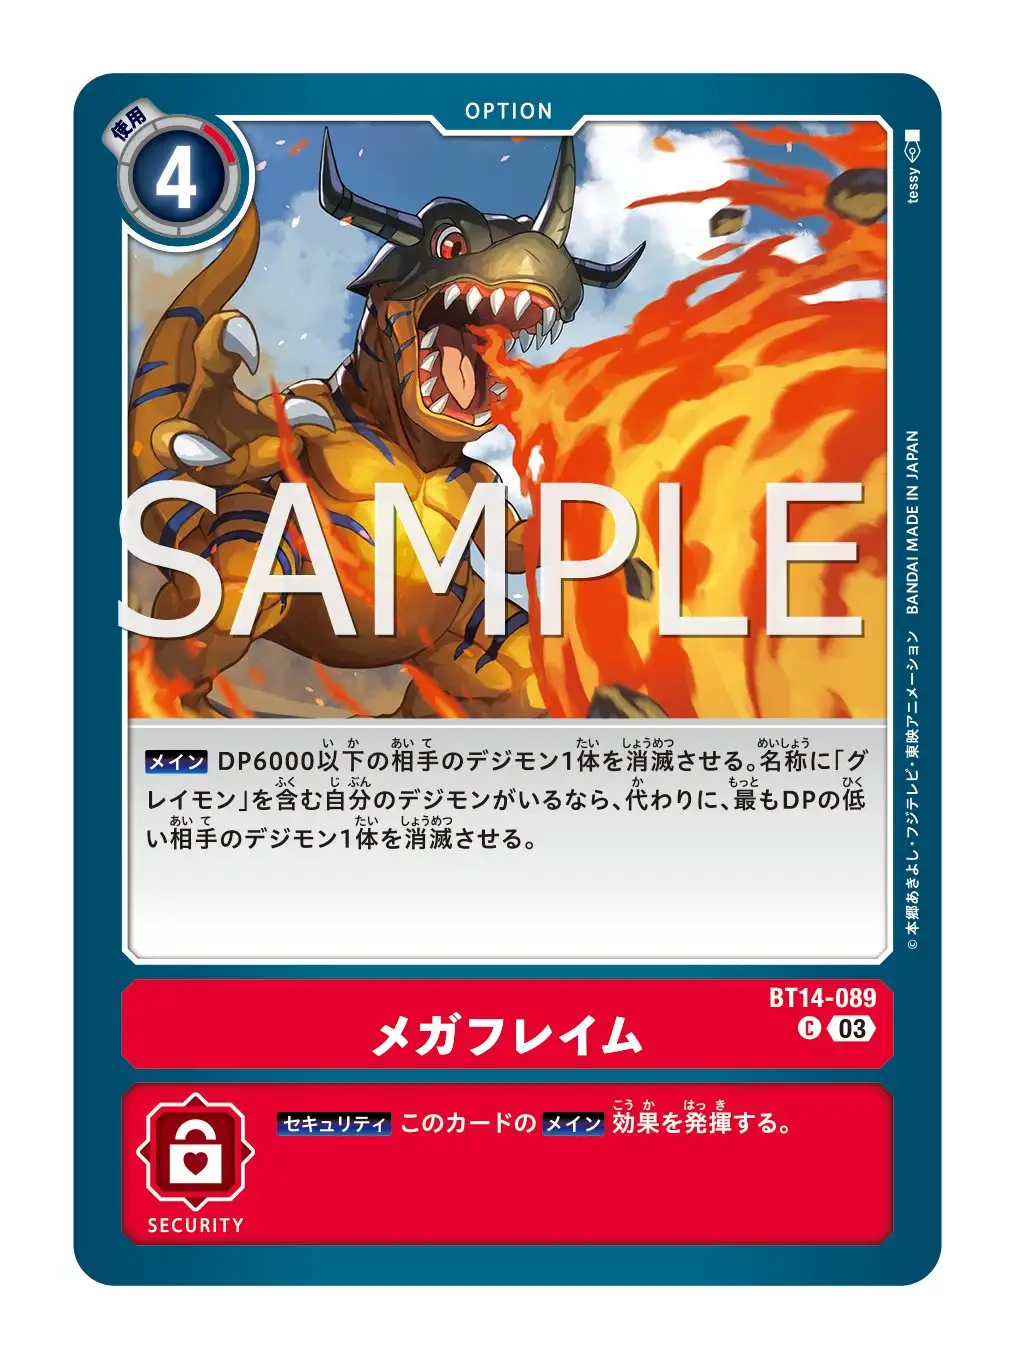 OPTION
使用
4
tessy
SAMPLE
メイン DP6000以下の相手のデジモン1体を消滅させる。名称に「グ
レイモン」を含む自分のデジモンがいるなら、代わりに、最もDPの低
い相手のデジモン1体を消滅させる。
©本郷あきよし・フジテレビ・東映アニメーション BANDAI MADE IN JAPAN
BT14-089
C 03
メガフレイム
セキュリティ このカードの メイン 効果を発揮する。
SECURITY